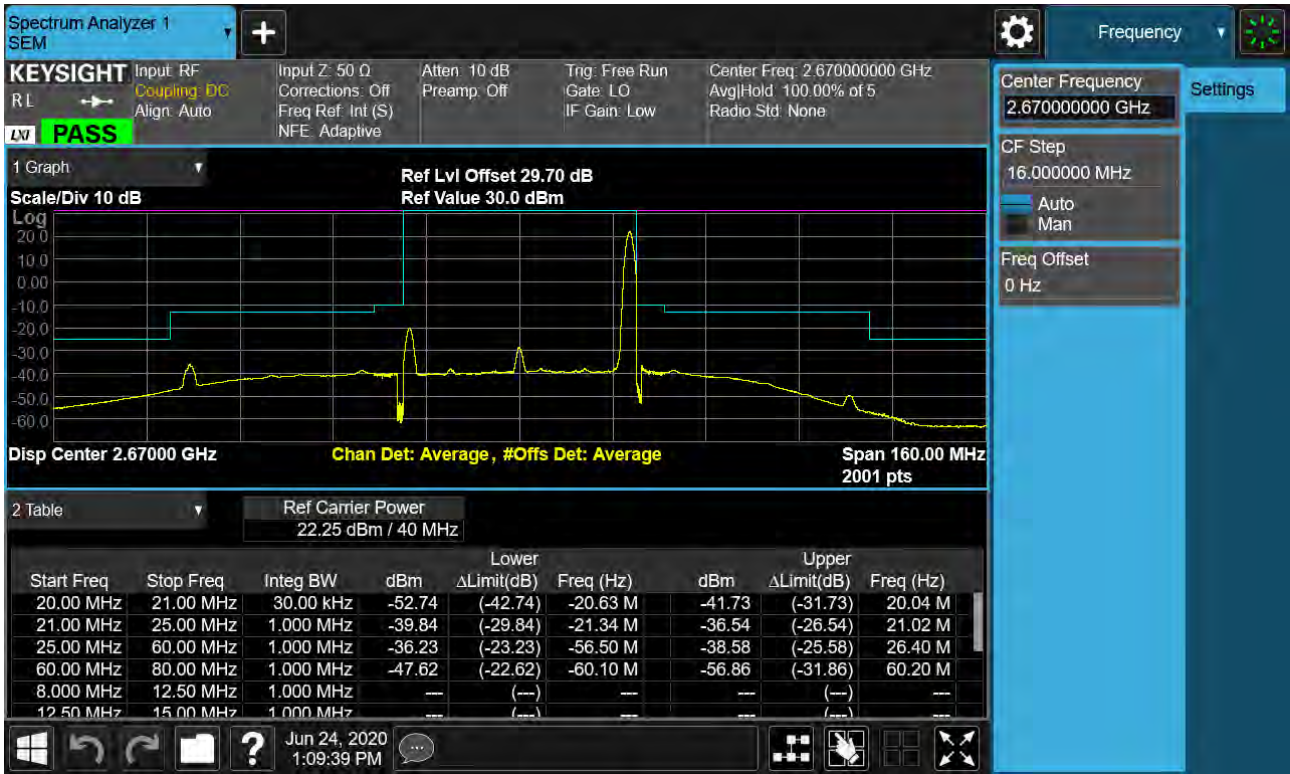 Spectrum Analyzer 1
SEM
Frequency
KEYSIGHT
RL
LXI PASS
Input: RF
Coupling: DC
Align: Auto
Input Z: 50 Ω
Corrections: Off
Freq Ref: Int (S)
NFE: Adaptive
Atten: 10 dB
Preamp: Off
Trig: Free Run
Gate: LO
IF Gain: Low
Center Freq: 2.670000000 GHz
Avg|Hold: 100.00% of 5
Radio Std: None
Center Frequency
2.670000000 GHz
Settings
CF Step
16.000000 MHz
Auto
Man
Freq Offset
0 Hz
1 Graph
Scale/Div 10 dB
Ref Lvl Offset 29.70 dB
Ref Value 30.0 dBm
Log
20.0
10.0
0.00
-10.0
-20.0
-30.0
-40.0
-50.0
-60.0
Disp Center 2.67000 GHz
Chan Det: Average, #Offs Det: Average
Span 160.00 MHz
2001 pts
2 Table
Ref Carrier Power
22.25 dBm / 40 MHz
Lower Upper
Start Freq Stop Freq Integ BW dBm ΔLimit(dB) Freq (Hz) dBm ΔLimit(dB) Freq (Hz)
20.00 MHz 21.00 MHz 30.00 kHz -52.74 (-42.74) -20.63 M -41.73 (-31.73) 20.04 M
21.00 MHz 25.00 MHz 1.000 MHz -39.84 (-29.84) -21.34 M -36.54 (-26.54) 21.02 M
25.00 MHz 60.00 MHz 1.000 MHz -36.23 (-23.23) -56.50 M -38.58 (-25.58) 26.40 M
60.00 MHz 80.00 MHz 1.000 MHz -47.62 (-22.62) -60.10 M -56.86 (-31.86) 60.20 M
8.000 MHz 12.50 MHz 1.000 MHz --- (---) --- --- (---) ---
12.50 MHz 15.00 MHz 1.000 MHz --- (---) --- --- (---) ---
Jun 24, 2020
1:09:39 PM